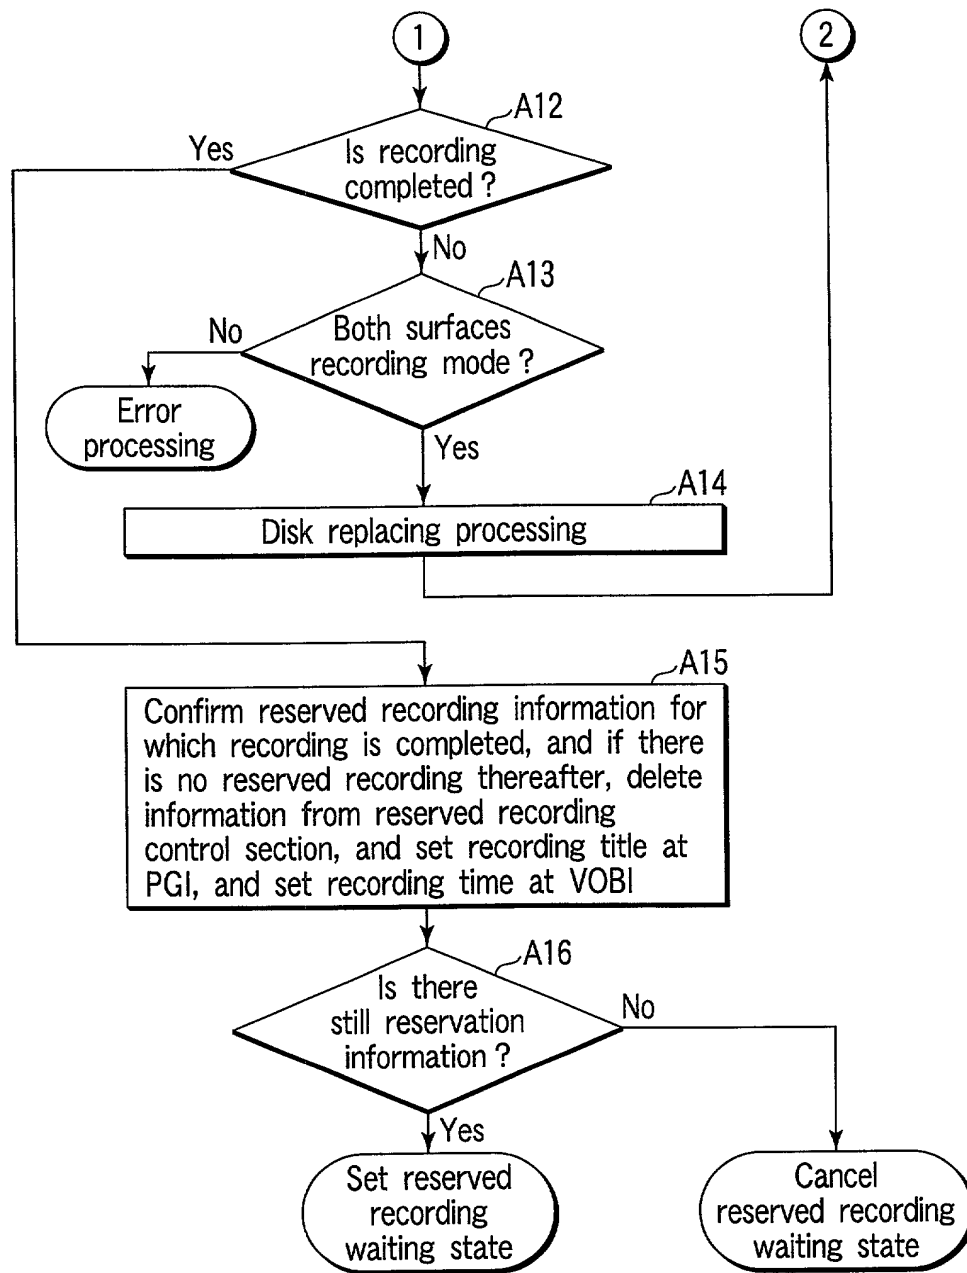 1
2
A12
Yes
Is recording
completed ?
No
A13
No
Both surfaces
recording mode ?
Error
processing
Yes
A14
Disk replacing processing
A15
Confirm reserved recording information for
which recording is completed, and if there
is no reserved recording thereafter, delete
information from reserved recording
control section, and set recording title at
PGI, and set recording time at VOBI
A16
Is there
still reservation
information ?
No
Yes
Set reserved
recording
waiting state
Cancel
reserved recording
waiting state